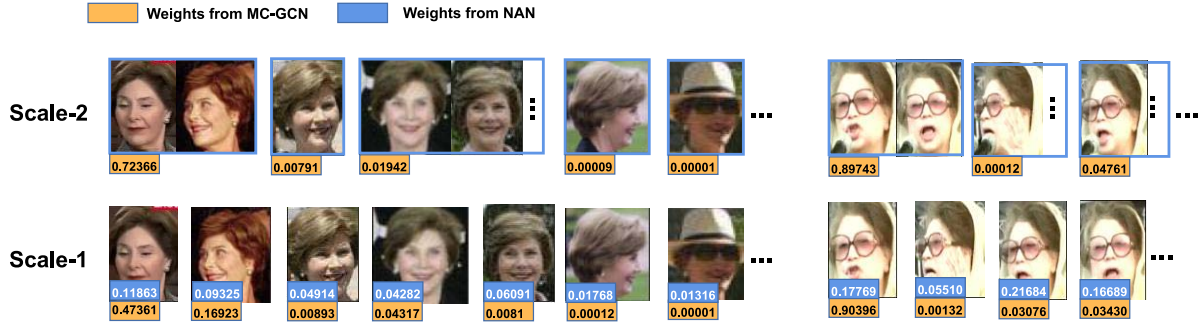 Weights from MC-GCN Weights from NAN
Scale-2
0.72366 0.00791 0.01942 0.00009 0.00001 ... 0.89743 0.00012 0.04761 ...
Scale-1
0.11863 0.09325 0.04914 0.04282 0.06091 0.01768 0.01316 ... 0.17769 0.05510 0.21684 0.16689 ...
0.47361 0.16923 0.00893 0.04317 0.0081 0.00012 0.00001 0.90396 0.00132 0.03076 0.03430